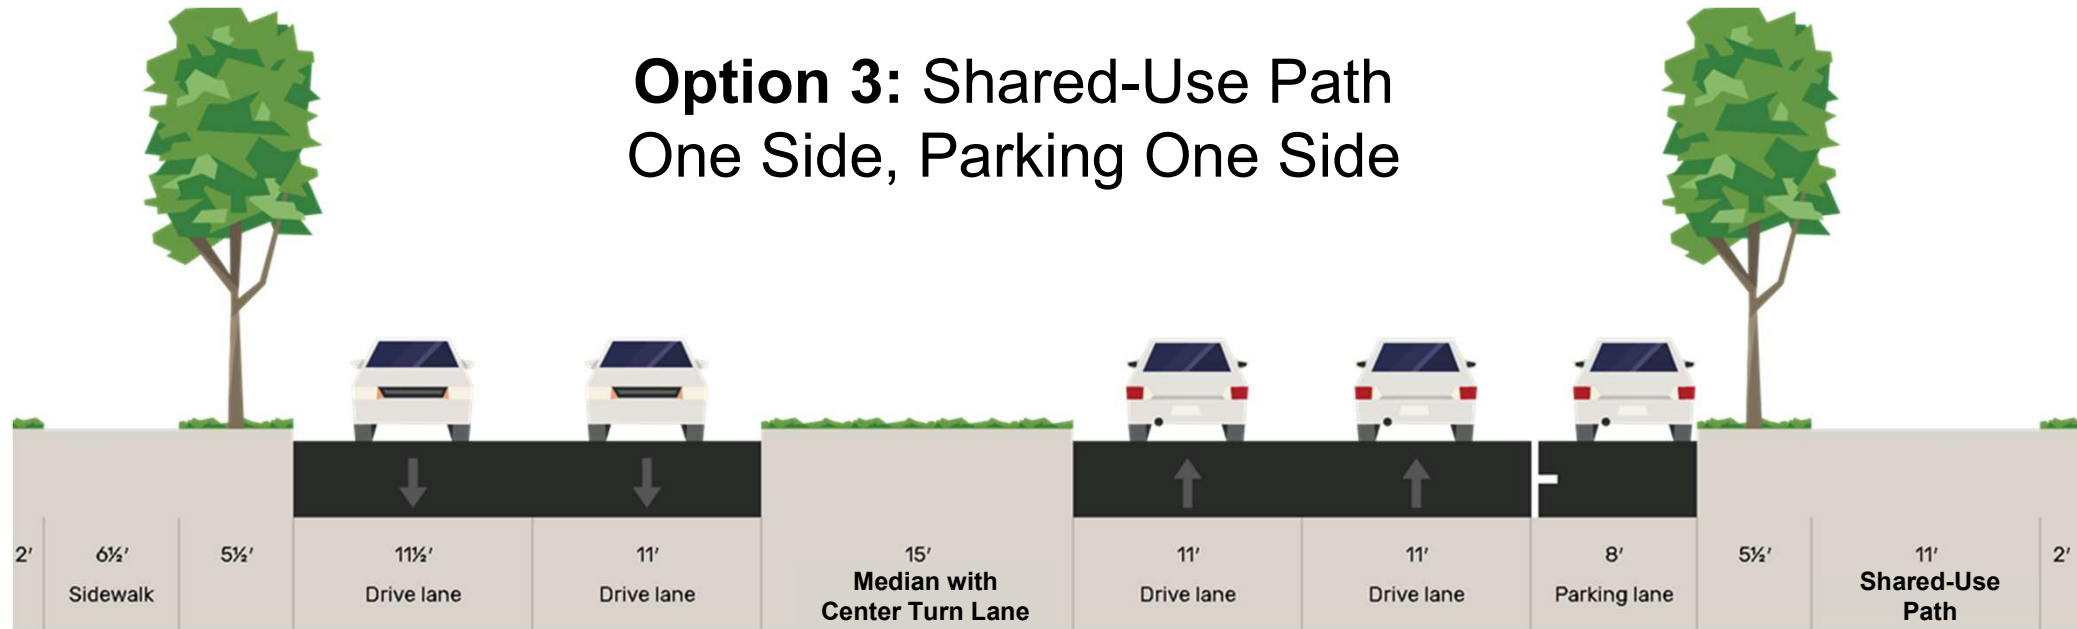 Option 3: Shared-Use Path
One Side, Parking One Side
2' 6½' 5½' 11½' 11' 15' 11' 11' 8' 5½' 11' 2'
Sidewalk Drive lane Drive lane Median with Center Turn Lane Drive lane Drive lane Parking lane Shared-Use Path